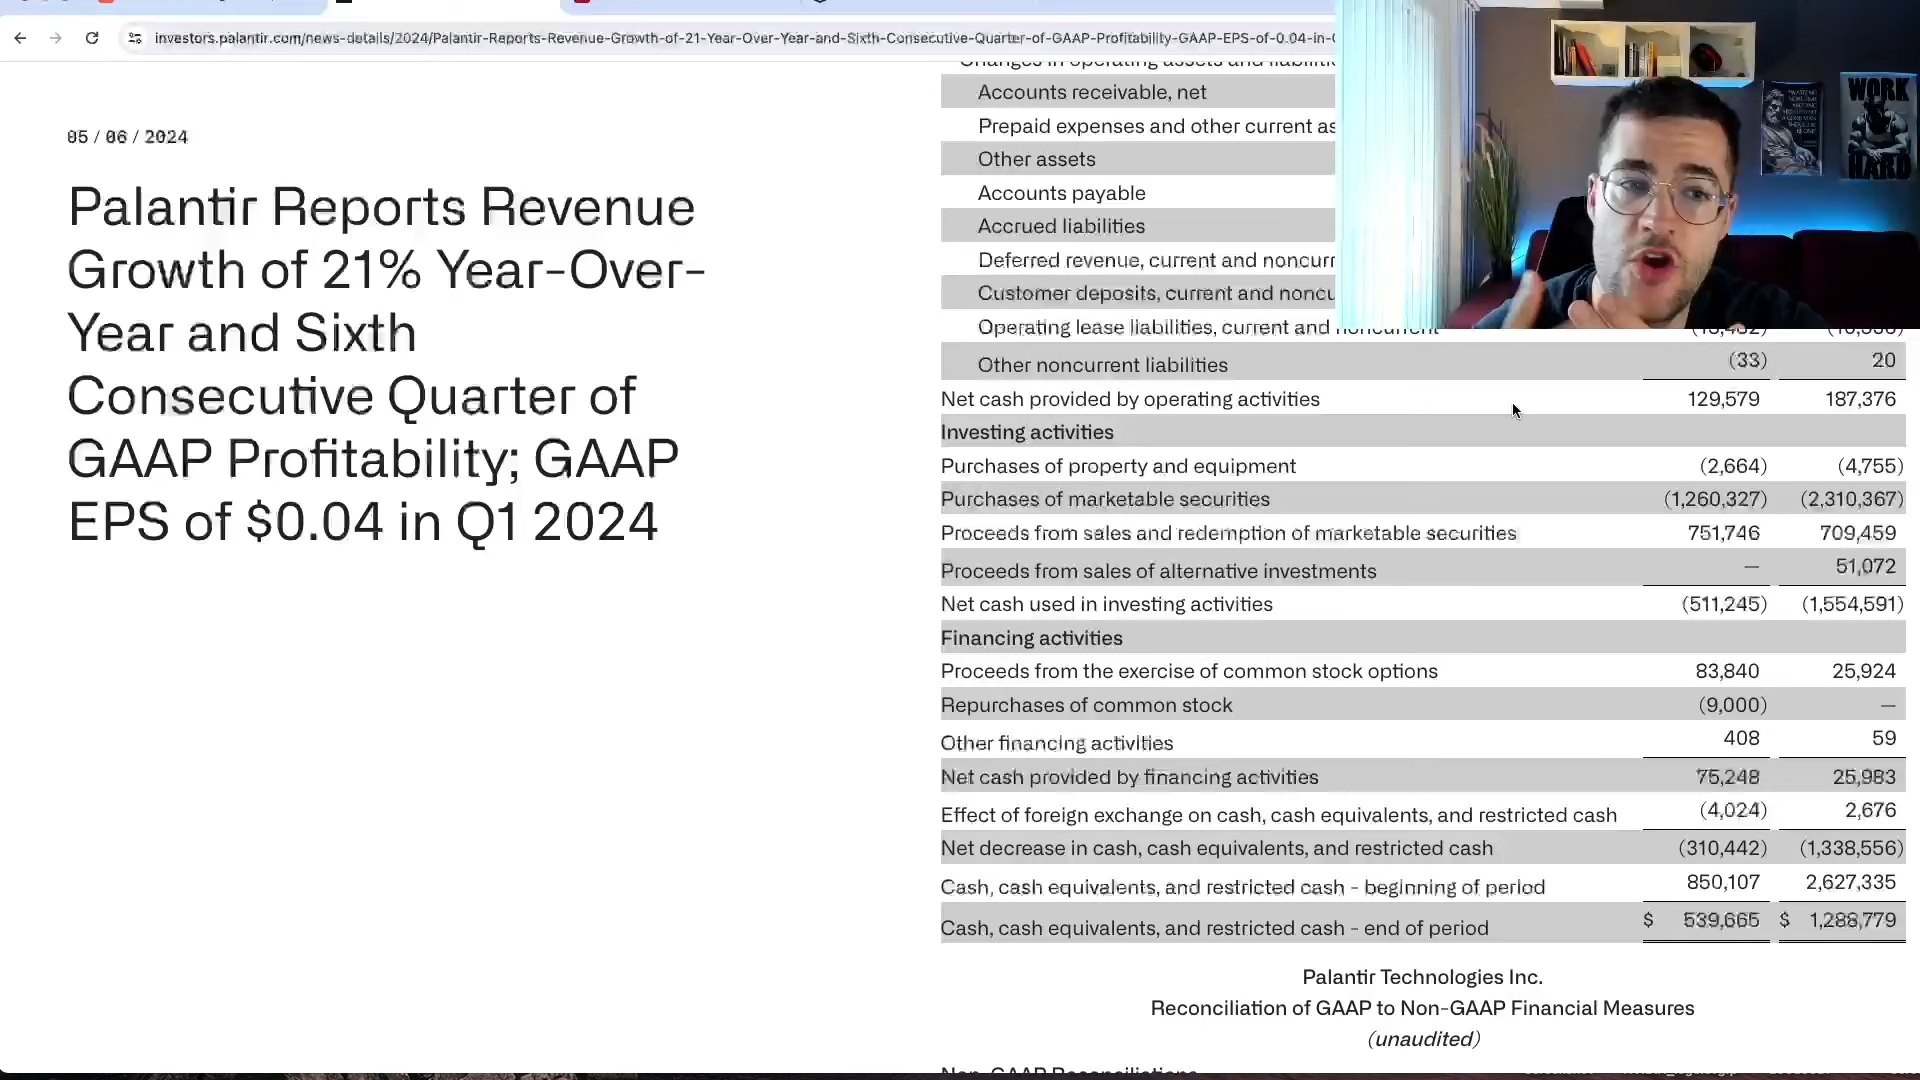 investors.palantir.com/news-details/2024/Palantir-Reports-Revenue-Growth-of-21-Year-Over-Year-and-Sixth-Consecutive-Quarter-of-GAAP-Profitability-GAAP-EPS-of-0.04-in-
05 / 06 / 2024
Palantir Reports Revenue
Growth of 21% Year-Over-
Year and Sixth
Consecutive Quarter of
GAAP Profitability; GAAP
EPS of $0.04 in Q1 2024
Changes in operating assets and
Accounts receivable, net
Prepaid expenses and other current
Other assets
Accounts payable
Accrued liabilities
Deferred revenue, current and
Customer deposits, current and
Operating lease liabilities, current and noncurrent
Other noncurrent liabilities (33) 20
Net cash provided by operating activities 129,579 187,376
Investing activities
Purchases of property and equipment (2,664) (4,755)
Purchases of marketable securities (1,260,327) (2,310,367)
Proceeds from sales and redemption of marketable securities 751,746 709,459
Proceeds from sales of alternative investments — 51,072
Net cash used in investing activities (511,245) (1,554,591)
Financing activities
Proceeds from the exercise of common stock options 83,840 25,924
Repurchases of common stock (9,000) —
Other financing activities 408 59
Net cash provided by financing activities 75,248 25,983
Effect of foreign exchange on cash, cash equivalents, and restricted cash (4,024) 2,676
Net decrease in cash, cash equivalents, and restricted cash (310,442) (1,338,556)
Cash, cash equivalents, and restricted cash - beginning of period 850,107 2,627,335
Cash, cash equivalents, and restricted cash - end of period $ 539,665 $ 1,288,779
Palantir Technologies Inc.
Reconciliation of GAAP to Non-GAAP Financial Measures
(unaudited)
Non-GAAP Reconciliations
WORK
HARD